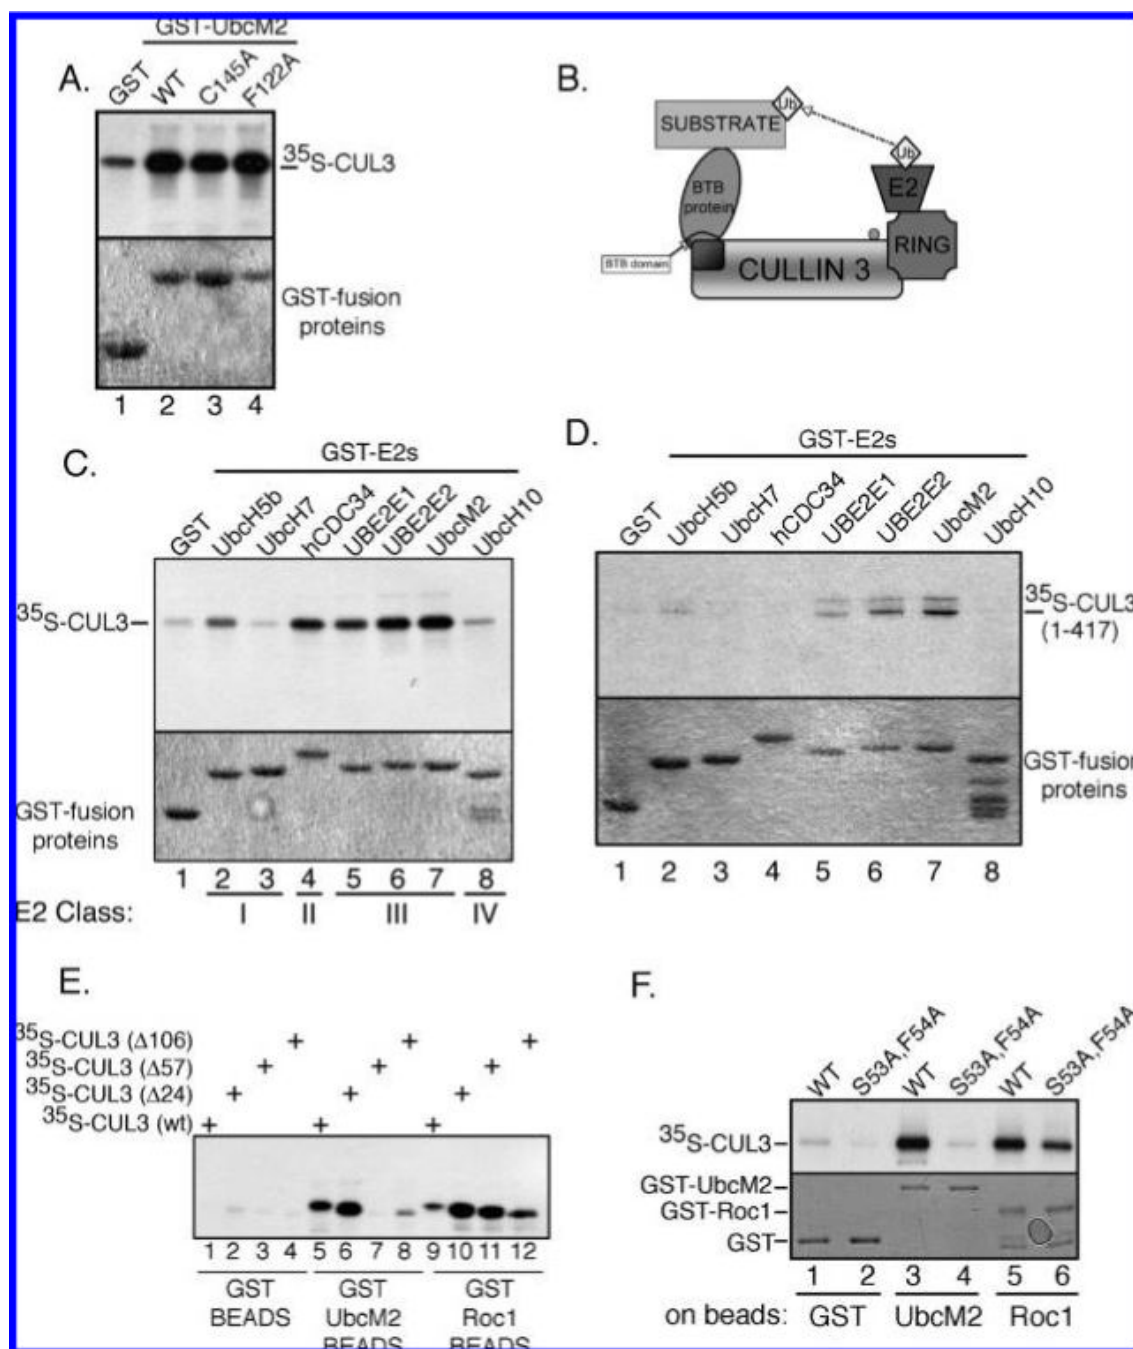 GST-UbcM2
A.
GST
WT
C145A
F122A
35S-CUL3
GST-fusion
proteins
1 2 3 4
B.
SUBSTRATE
Ub
Ub
E2
BTB
protein
RING
BTB domain
CULLIN 3
C.
GST-E2s
GST
UbcH5b
UbcH7
hCDC34
UBE2E1
UBE2E2
UbcM2
UbcH10
35S-CUL3
GST-fusion
proteins
1 2 3 4 5 6 7 8
E2 Class: I II III IV
D.
GST-E2s
GST
UbcH5b
UbcH7
hCDC34
UBE2E1
UBE2E2
UbcM2
UbcH10
35S-CUL3
(1-417)
GST-fusion
proteins
1 2 3 4 5 6 7 8
E.
35S-CUL3 (Δ106) + + +
35S-CUL3 (Δ57) + + +
35S-CUL3 (Δ24) + + +
35S-CUL3 (wt) + + +
1 2 3 4 5 6 7 8 9 10 11 12
GST GST GST
BEADS UbcM2 Roc1
BEADS BEADS
F.
WT
S53A,F54A
WT
S53A,F54A
WT
S53A,F54A
35S-CUL3
GST-UbcM2
GST-Roc1
GST
1 2 3 4 5 6
on beads: GST UbcM2 Roc1